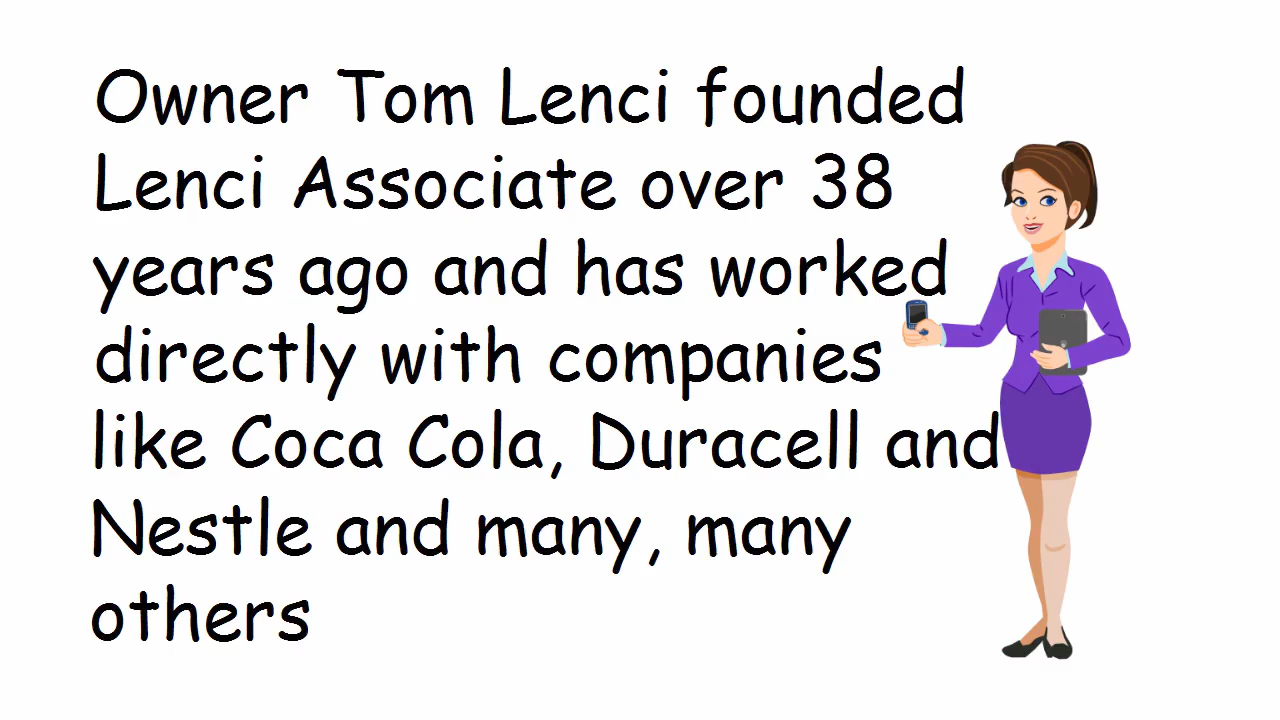 Owner Tom Lenci founded
Lenci Associate over 38
years ago and has worked
directly with companies
like Coca Cola, Duracell and
Nestle and many, many
others